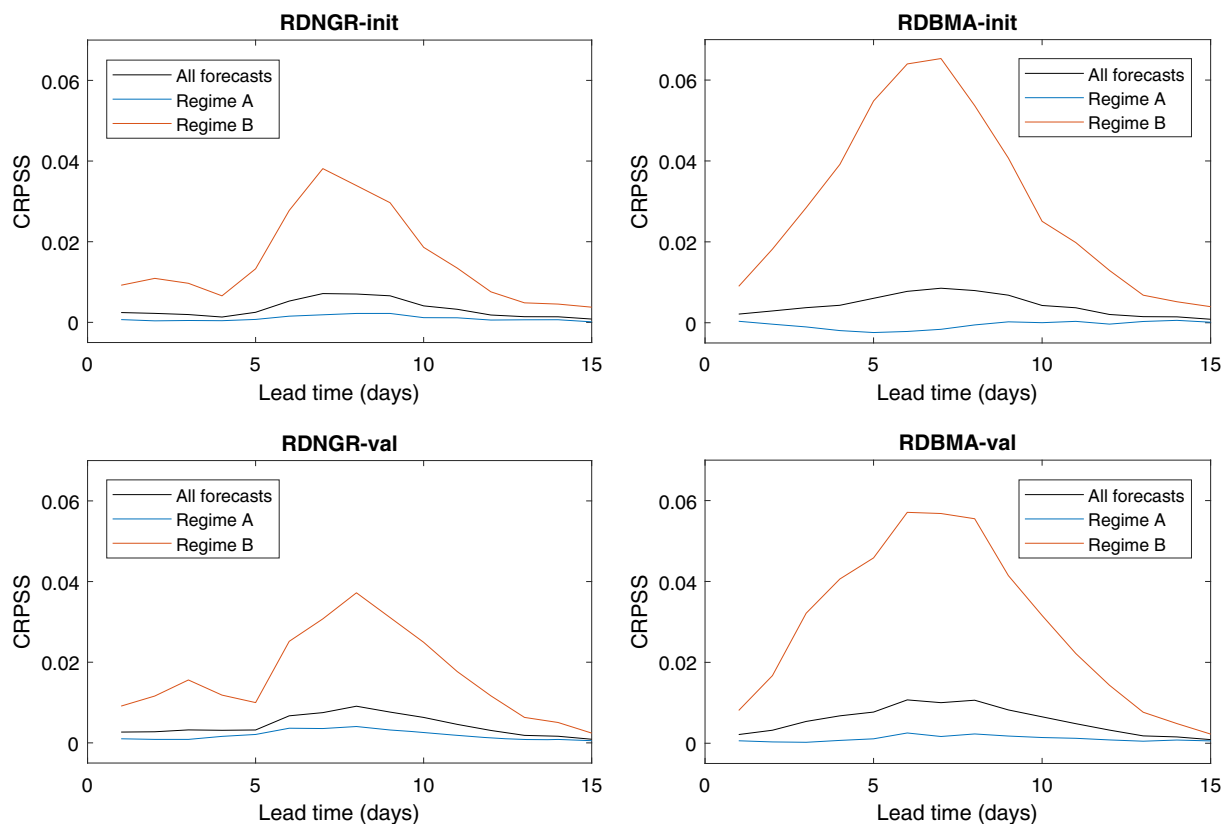 RDNGR-init
0.06
0.04
0.02
0
CRPSS
All forecasts
Regime A
Regime B
0
5
10
15
Lead time (days)
RDBMA-init
0.06
0.04
0.02
0
CRPSS
All forecasts
Regime A
Regime B
0
5
10
15
Lead time (days)
RDNGR-val
0.06
0.04
0.02
0
CRPSS
All forecasts
Regime A
Regime B
0
5
10
15
Lead time (days)
RDBMA-val
0.06
0.04
0.02
0
CRPSS
All forecasts
Regime A
Regime B
0
5
10
15
Lead time (days)